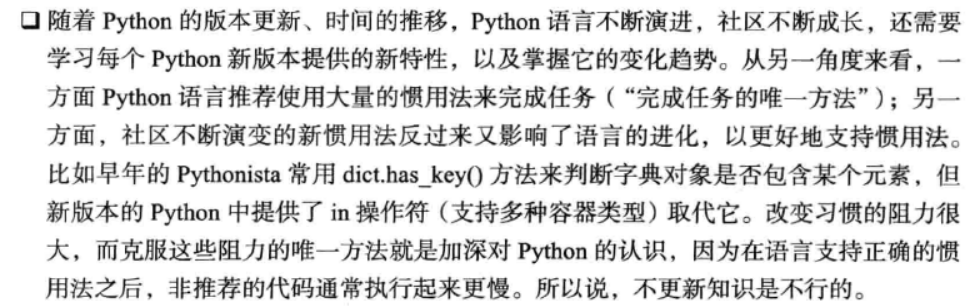 ❑ 随着 Python 的版本更新、时间的推移，Python 语言不断演进，社区不断成长，还需要
学习每个 Python 新版本提供的新特性，以及掌握它的变化趋势。从另一角度来看，一
方面 Python 语言推荐使用大量的惯用法来完成任务（“完成任务的唯一方法”）；另一
方面，社区不断演变的新惯用法反过来又影响了语言的进化，以更好地支持惯用法。
比如早年的 Pythonista 常用 dict.has_key() 方法来判断字典对象是否包含某个元素，但
新版本的 Python 中提供了 in 操作符（支持多种容器类型）取代它。改变习惯的阻力很
大，而克服这些阻力的唯一方法就是加深对 Python 的认识，因为在语言支持正确的惯
用法之后，非推荐的代码通常执行起来更慢。所以说，不更新知识是不行的。